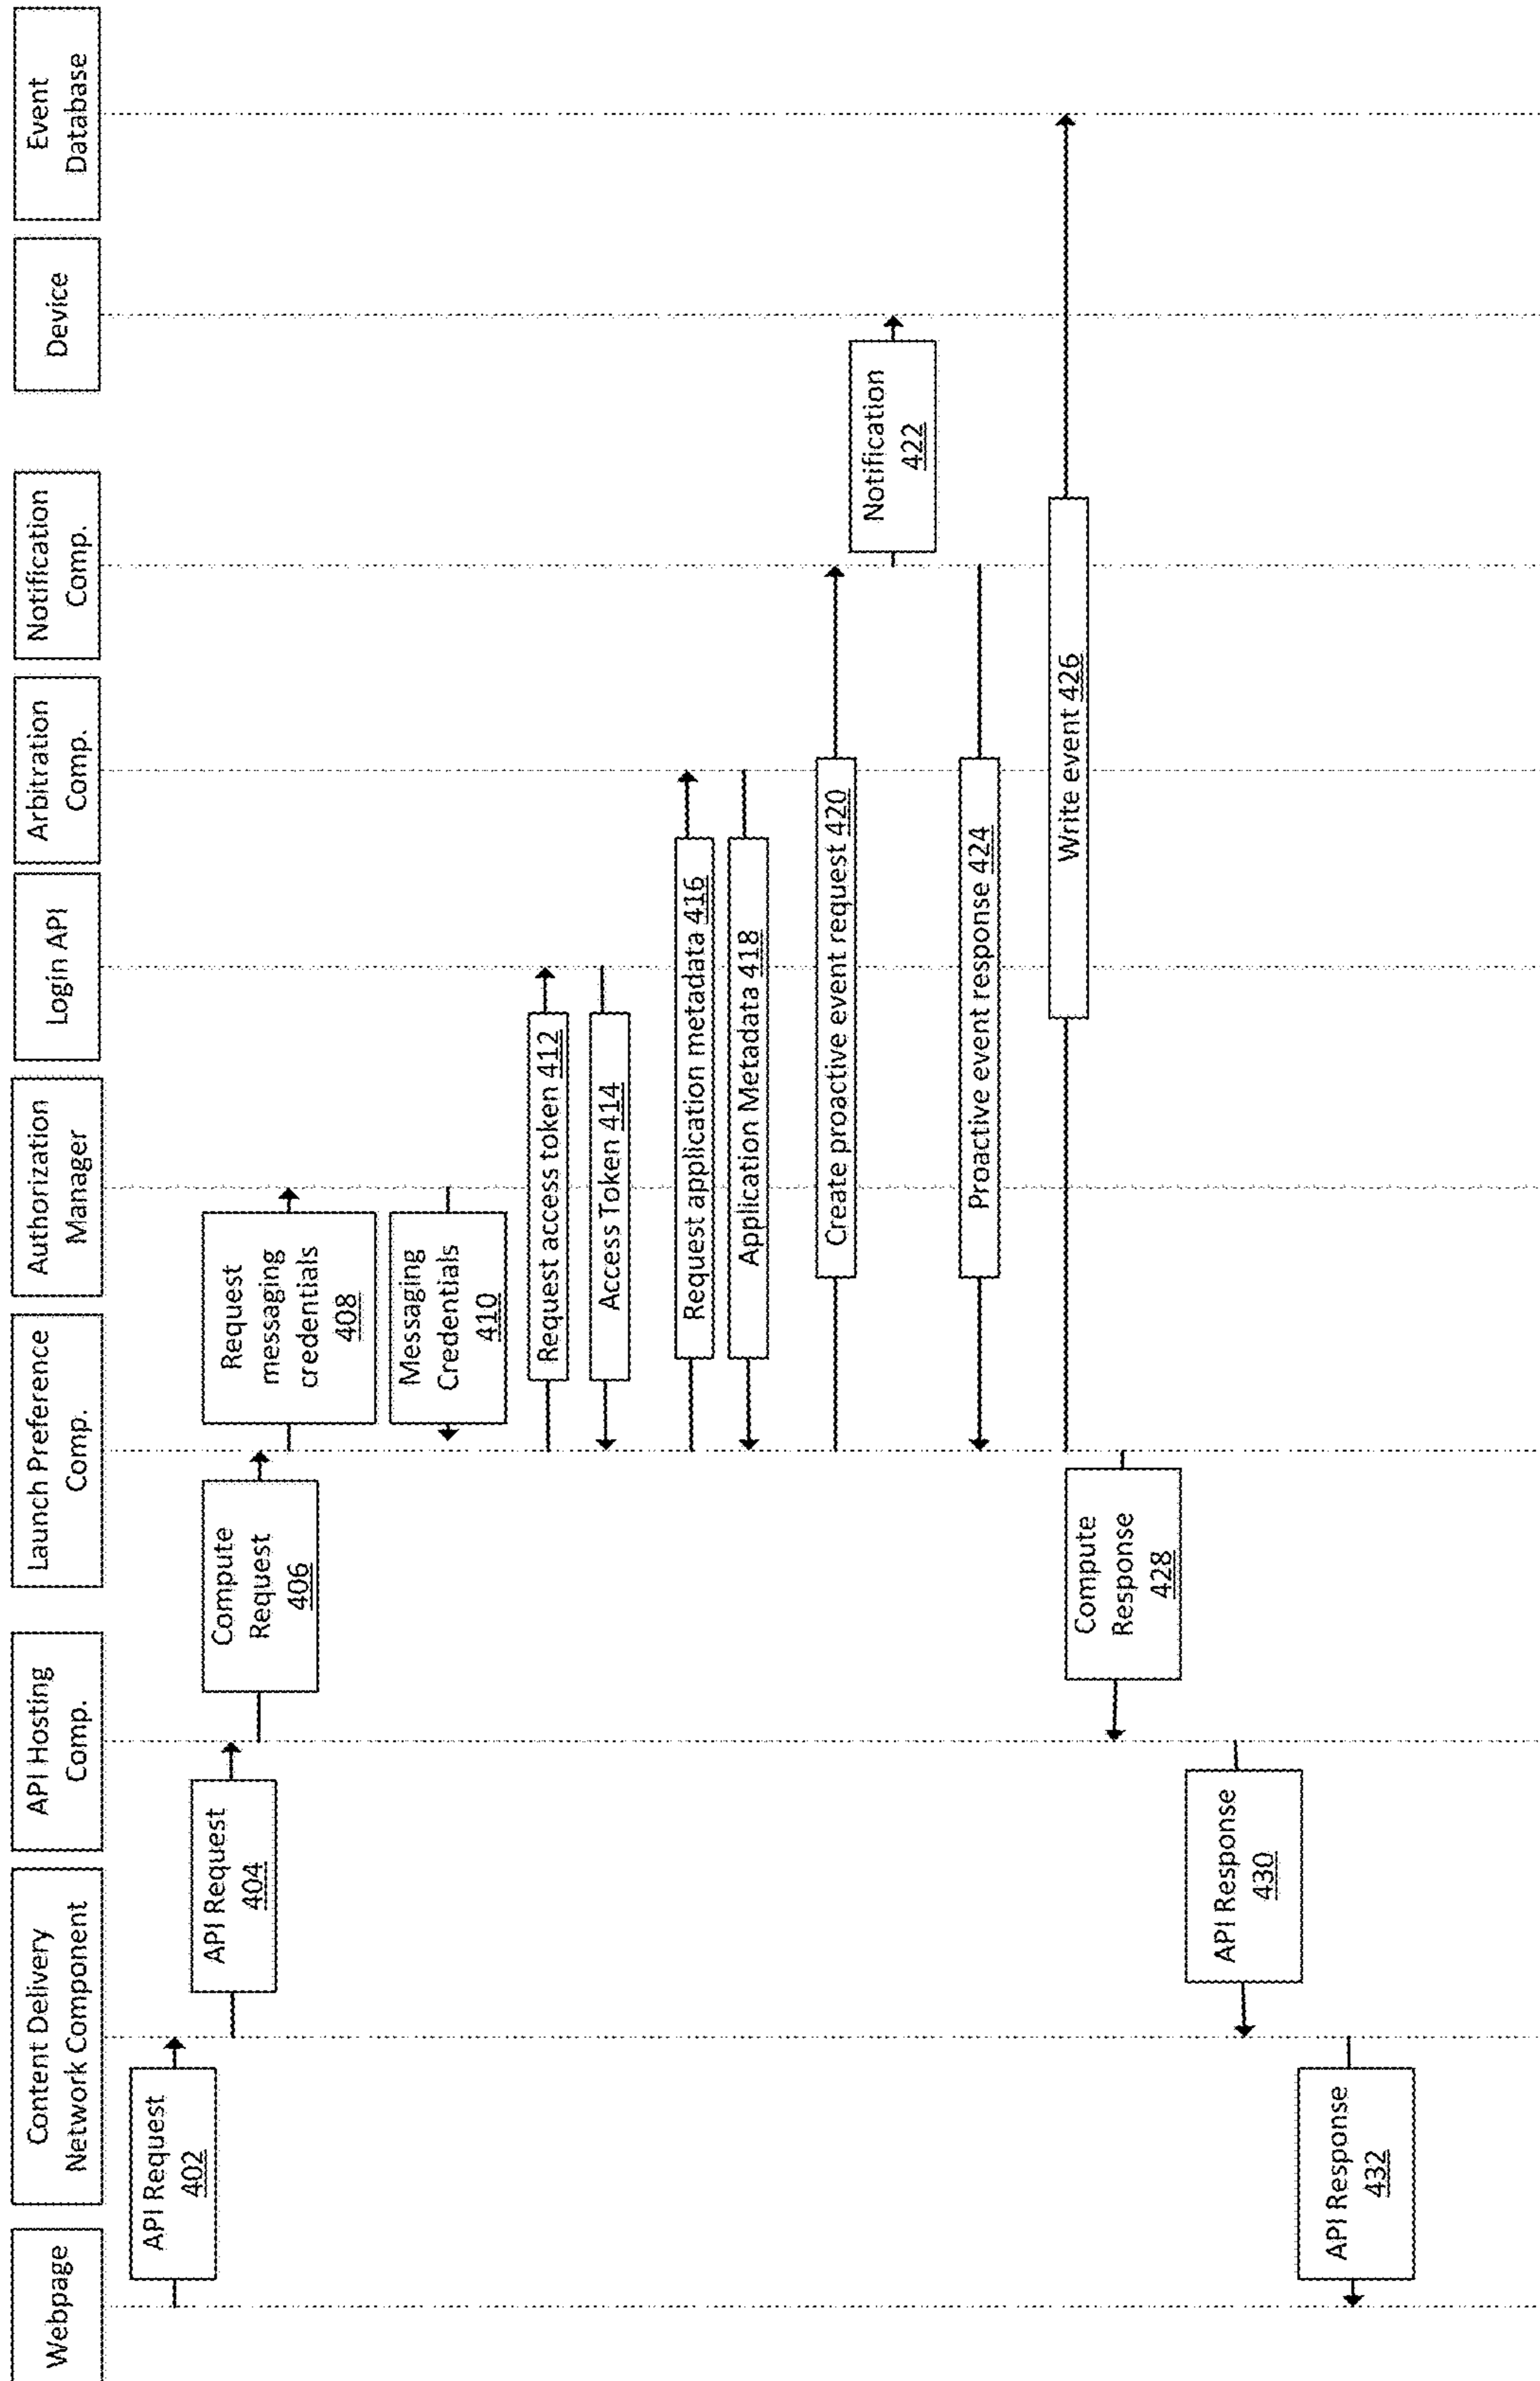 Webpage
Content Delivery
Network Component
API Hosting
Comp.
Launch Preference
Comp.
Authorization
Manager
Login API
Arbitration
Comp.
Notification
Comp.
Device
Event
Database
API Request
402
API Request
404
Compute
Request
406
Request
messaging
credentials
408
Messaging
Credentials
410
Request access token 412
Access Token 414
Request application metadata 416
Application Metadata 418
Create proactive event request 420
Notification
422
Proactive event response 424
Write event 426
Compute
Response
428
API Response
430
API Response
432